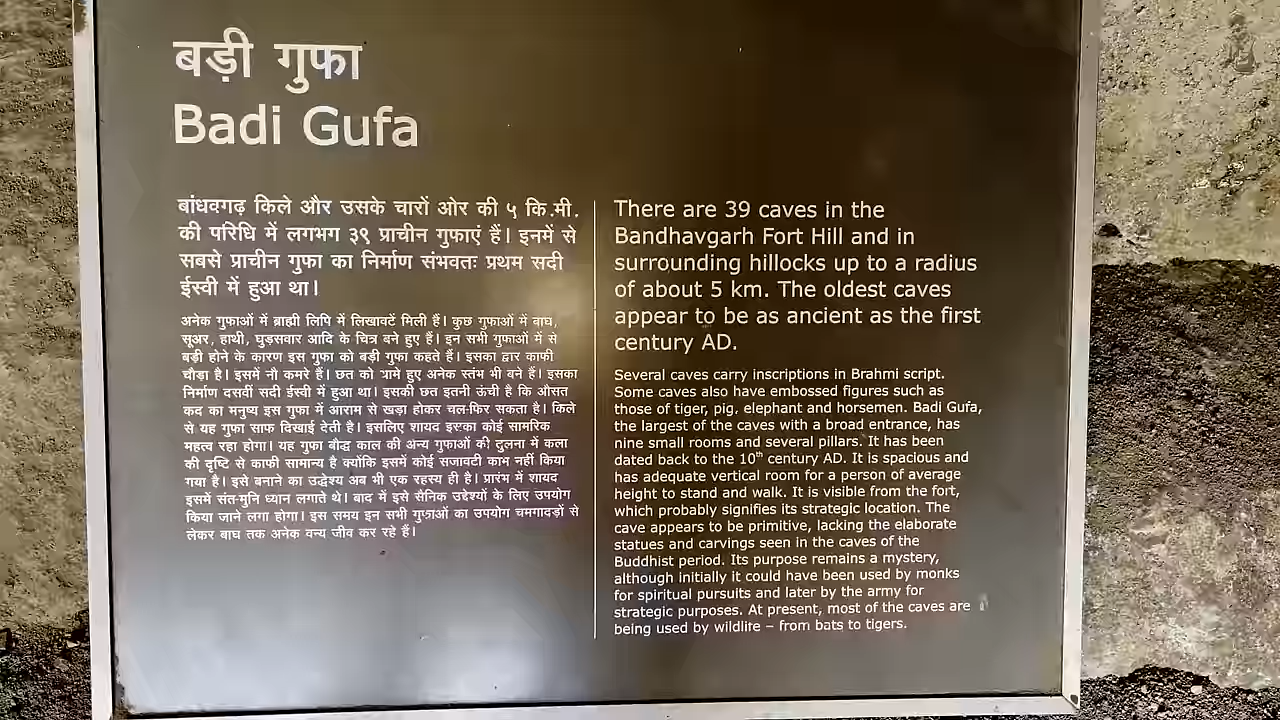 बड़ी गुफा
Badi Gufa
बांधवगढ़ किले और उसके चारों ओर की ५ कि.मी.
की परिधि में लगभग ३९ प्राचीन गुफाएं हैं। इनमें से
सबसे प्राचीन गुफा का निर्माण संभवतः प्रथम सदी
ईस्वी में हुआ था।
अनेक गुफाओं में ब्राह्मी लिपि में लिखावटें मिली हैं। कुछ गुफाओं में बाघ,
सूअर, हाथी, घुड़सवार आदि के चित्र बने हुए हैं। इन सभी गुफाओं में से
बड़ी होने के कारण इस गुफा को बड़ी गुफा कहते हैं। इसका द्वार काफी
चौड़ा है। इसमें नौ कमरे हैं। छत को थामे हुए अनेक स्तंभ भी बने हैं। इसका
निर्माण दसवीं सदी ईस्वी में हुआ था। इसकी छत इतनी ऊंची है कि औसत
कद का मनुष्य इस गुफा में आराम से खड़ा होकर चल-फिर सकता है। किले
से यह गुफा साफ दिखाई देती है। इसलिए शायद इसका कोई सामरिक
महत्व रहा होगा। यह गुफा बौद्ध काल की अन्य गुफाओं की तुलना में कला
की दृष्टि से काफी सामान्य है क्योंकि इसमें कोई सजावटी काम नहीं किया
गया है। इसे बनाने का उद्धेश्य अब भी एक रहस्य ही है। प्रारंभ में शायद
इसमें संत-मुनि ध्यान लगाते थे। बाद में इसे सैनिक उद्देश्यों के लिए उपयोग
किया जाने लगा होगा। इस समय इन सभी गुफाओं का उपयोग चमगादड़ों से
लेकर बाघ तक अनेक वन्य जीव कर रहे हैं।
There are 39 caves in the
Bandhavgarh Fort Hill and in
surrounding hillocks up to a radius
of about 5 km. The oldest caves
appear to be as ancient as the first
century AD.
Several caves carry inscriptions in Brahmi script.
Some caves also have embossed figures such as
those of tiger, pig, elephant and horsemen. Badi Gufa,
the largest of the caves with a broad entrance, has
nine small rooms and several pillars. It has been
dated back to the 10th century AD. It is spacious and
has adequate vertical room for a person of average
height to stand and walk. It is visible from the fort,
which probably signifies its strategic location. The
cave appears to be primitive, lacking the elaborate
statues and carvings seen in the caves of the
Buddhist period. Its purpose remains a mystery,
although initially it could have been used by monks
for spiritual pursuits and later by the army for
strategic purposes. At present, most of the caves are
being used by wildlife – from bats to tigers.